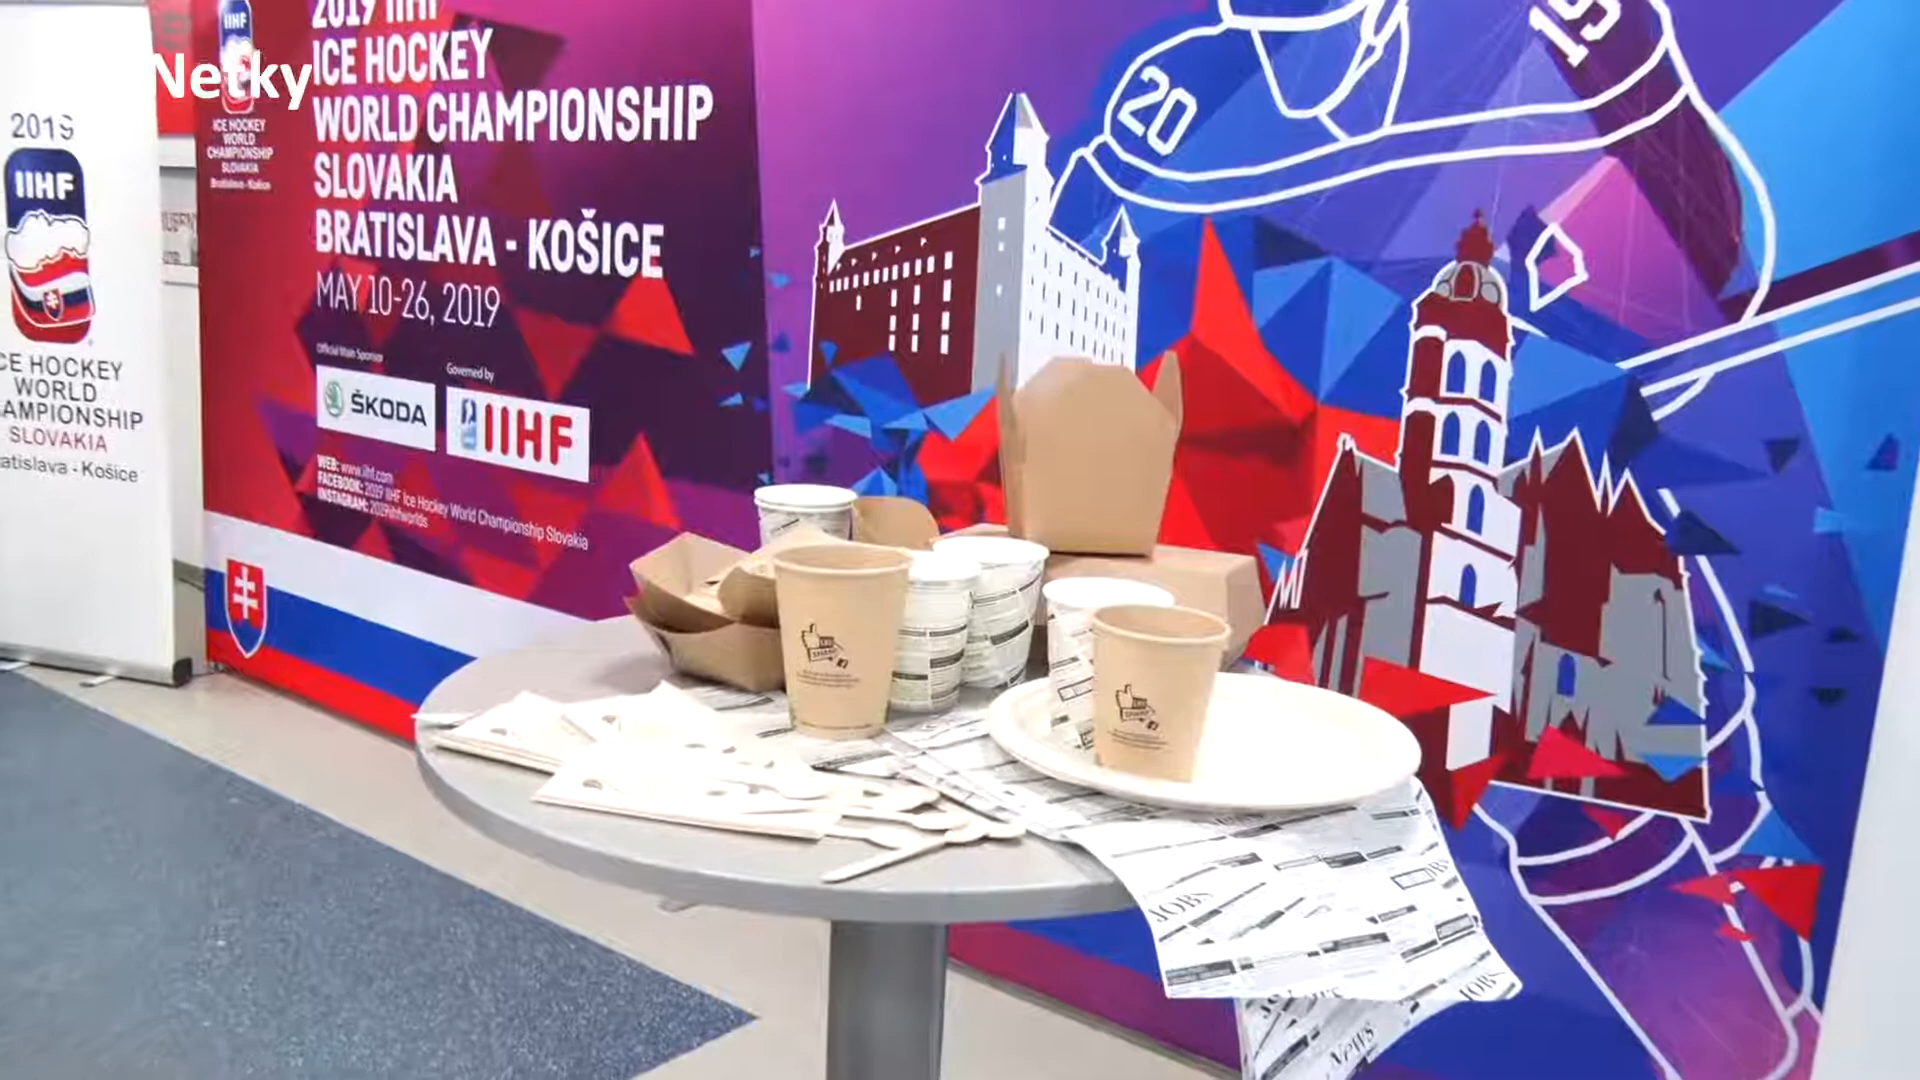 Netky
2019
IIHF
ICE HOCKEY
WORLD
CHAMPIONSHIP
SLOVAKIA
Bratislava - Košice
IIHF
ICE HOCKEY
WORLD
CHAMPIONSHIP
SLOVAKIA
Bratislava - Košice
2019 IIHF
ICE HOCKEY
WORLD CHAMPIONSHIP
SLOVAKIA
BRATISLAVA - KOŠICE
MAY 10-26, 2019
Official Main Sponsor
ŠKODA
Governed by
IIHF
WEB: www.iihf.com
FACEBOOK: 2019 IIHF Ice Hockey World Championship Slovakia
INSTAGRAM: 2019iihfworlds
20
15
JOBS
JOBS
News